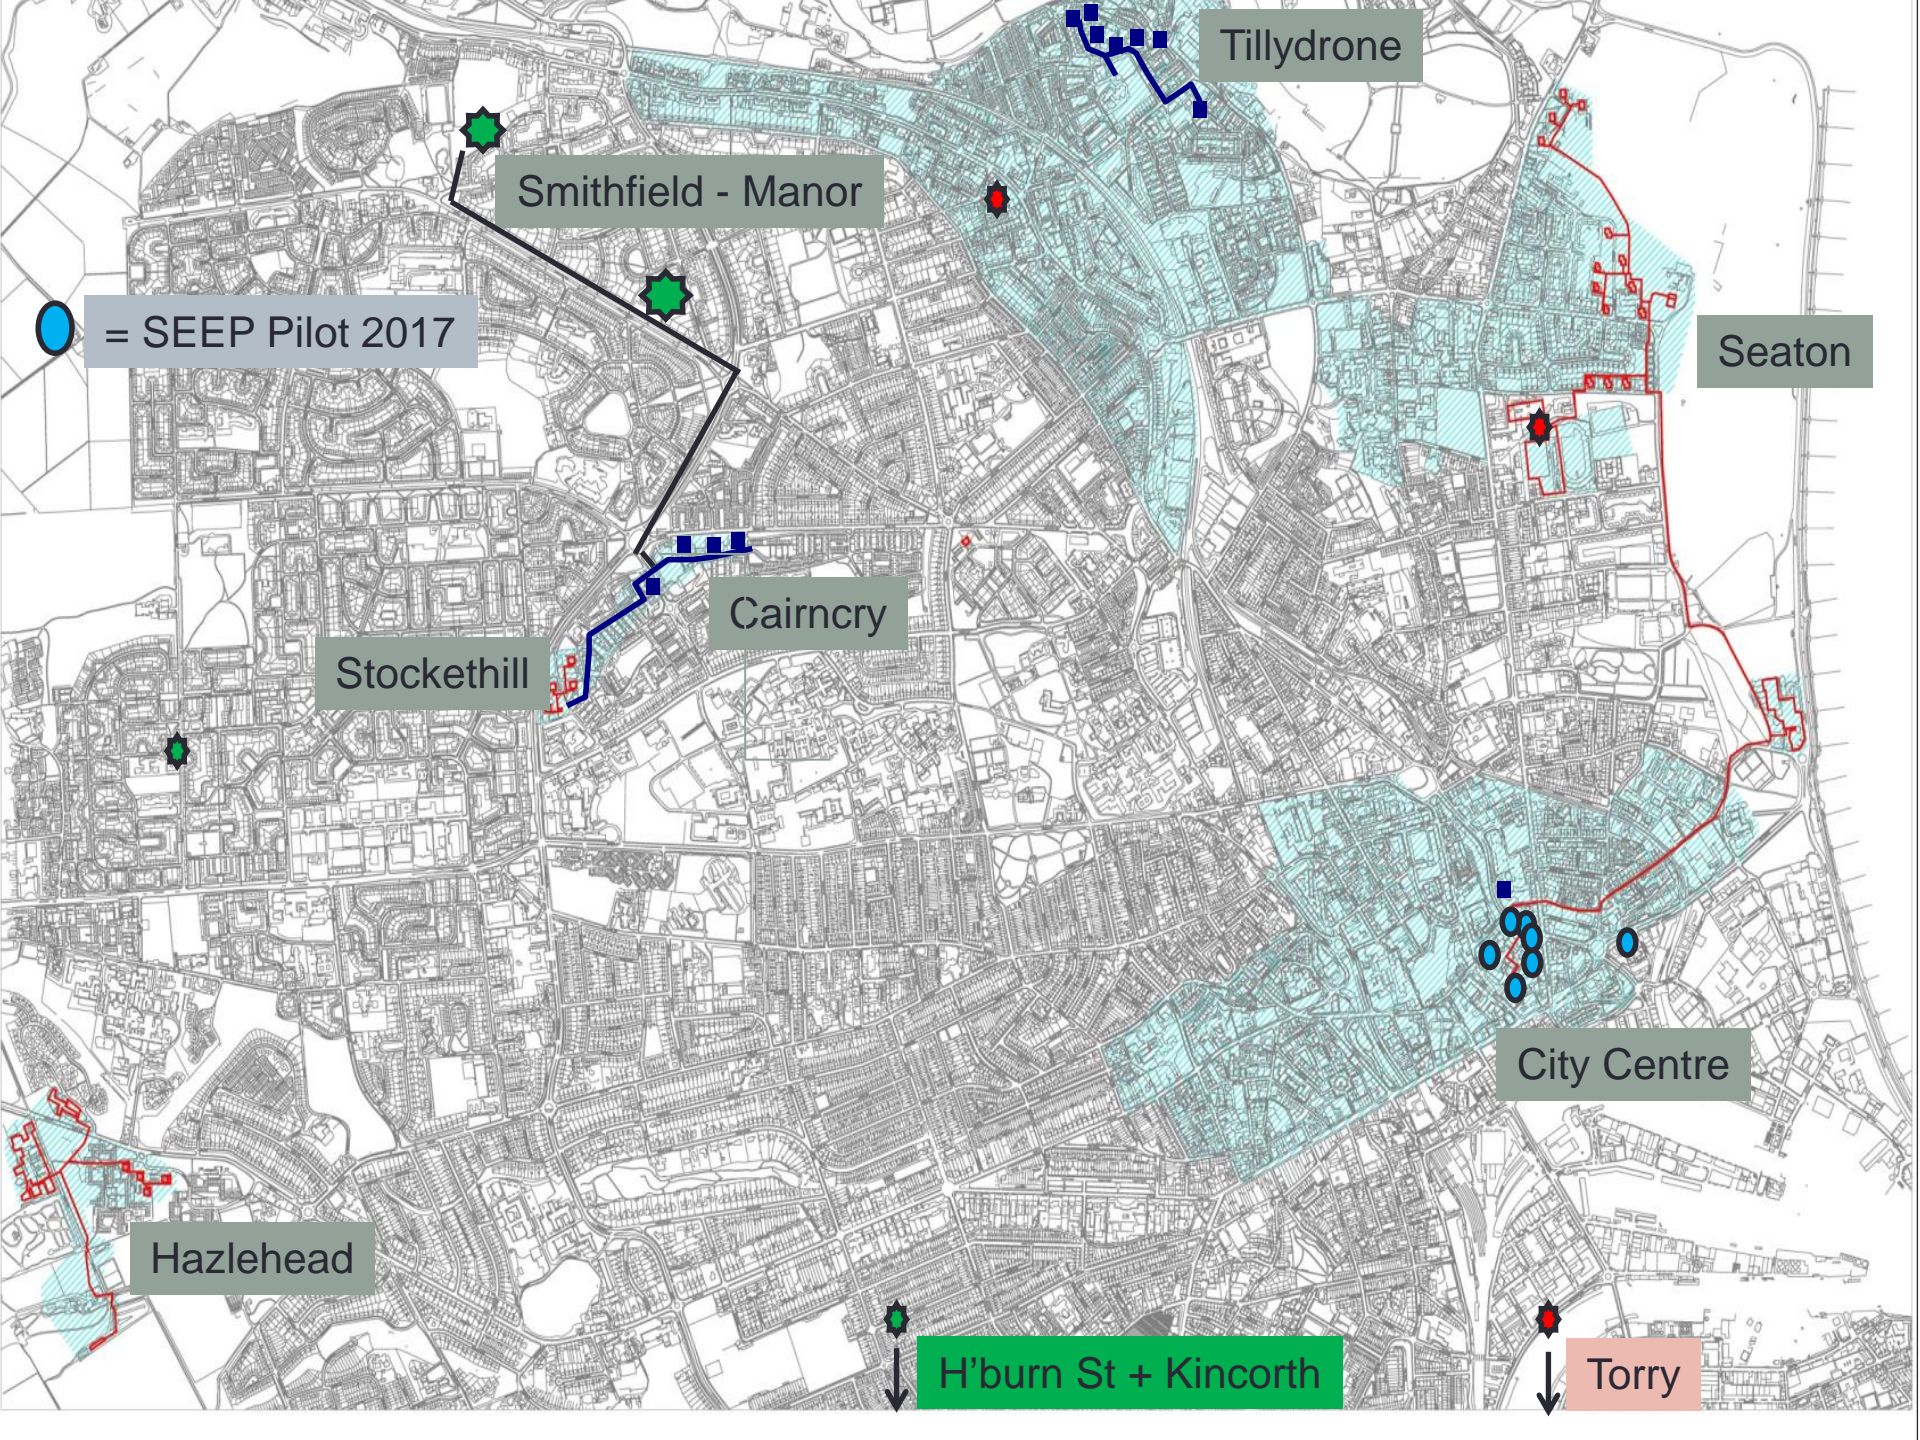 Tillydrone
Smithfield - Manor
= SEEP Pilot 2017
Seaton
Cairncry
Stockethill
City Centre
Hazlehead
H’burn St + Kincorth
Torry